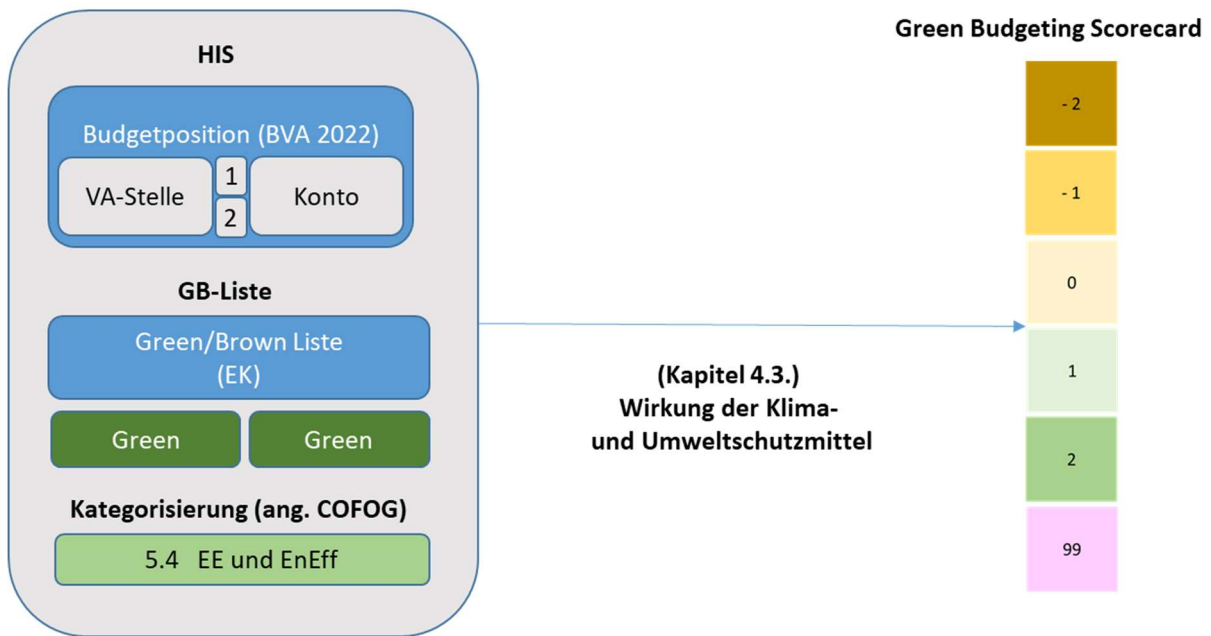 HIS
Budgetposition (BVA 2022)
VA-Stelle
1
2
Konto
GB-Liste
Green/Brown Liste
(EK)
Green
Green
Kategorisierung (ang. COFOG)
5.4 EE und EnEff
(Kapitel 4.3.)
Wirkung der Klima-
und Umweltschutzmittel
Green Budgeting Scorecard
- 2
- 1
0
1
2
99